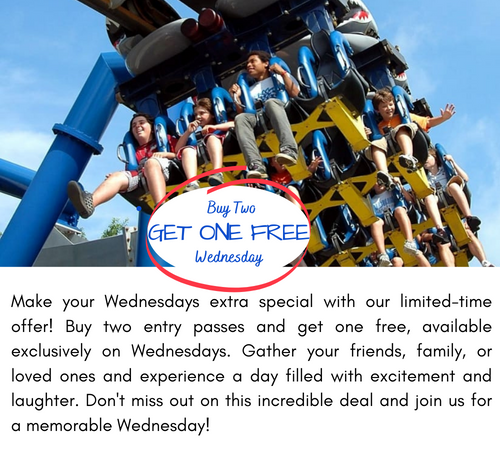 Buy Two
GET ONE FREE
Wednesday
Make your Wednesdays extra special with our limited-time
offer! Buy two entry passes and get one free, available
exclusively on Wednesdays. Gather your friends, family, or
loved ones and experience a day filled with excitement and
laughter. Don't miss out on this incredible deal and join us for
a memorable Wednesday!